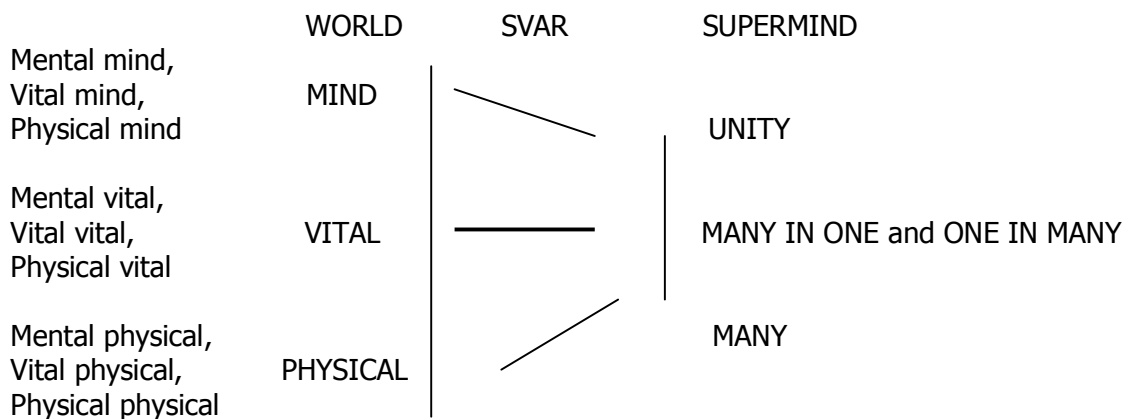 WORLD SVAR SUPERMIND
Mental mind,
Vital mind, MIND
Physical mind UNITY
Mental vital,
Vital vital, VITAL MANY IN ONE and ONE IN MANY
Physical vital
Mental physical, MANY
Vital physical, PHYSICAL
Physical physical